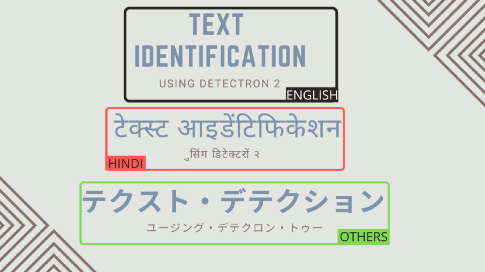 TEXT
IDENTIFICATION
USING DETECTRON 2
ENGLISH
टेक्स्ट आइडेंटिफिकेशन
ुसिंग डिटेक्टरों २
HINDI
テクスト・デテクション
ユージング・デテクロン・トゥー
OTHERS